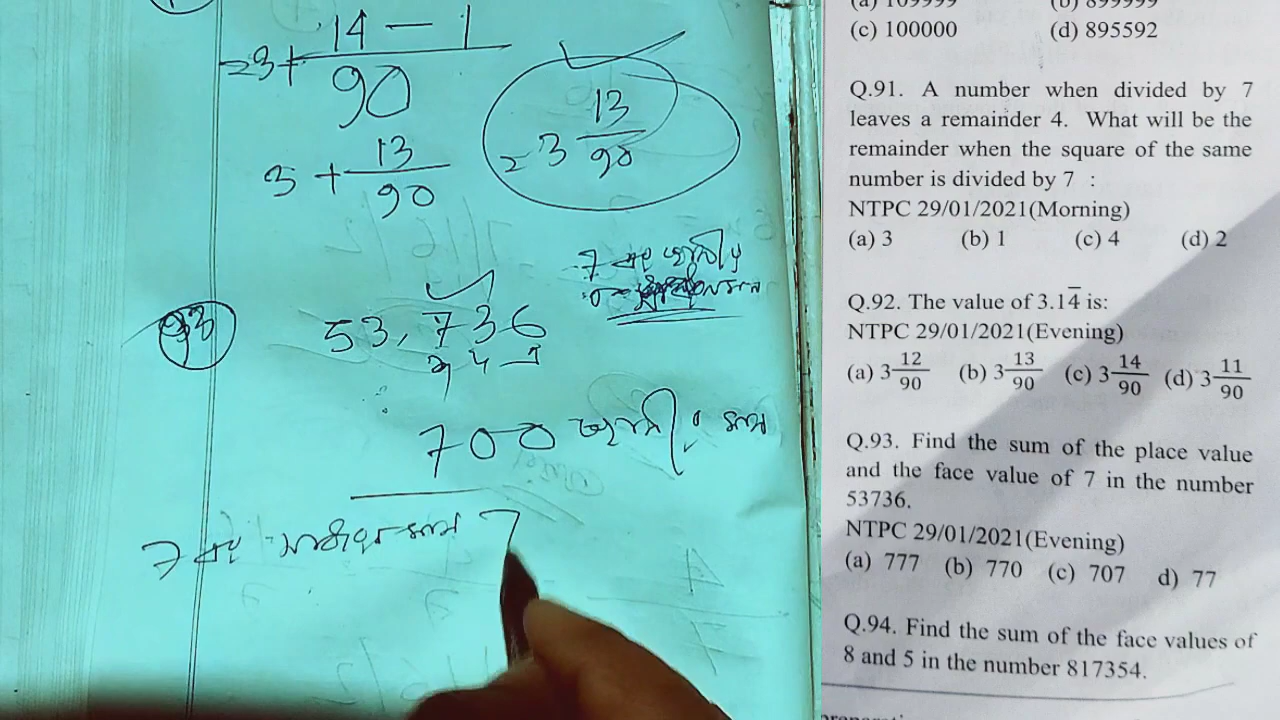 14 - 1
= 3 +
90
13
3 +
90
= 3 13
90
7 এর
93
53,736
700
7 এর 7
(a) 109999 (b) 899999
(c) 100000 (d) 895592
Q.91. A number when divided by 7
leaves a remainder 4. What will be the
remainder when the square of the same
number is divided by 7 :
NTPC 29/01/2021(Morning)
(a) 3 (b) 1 (c) 4 (d) 2
Q.92. The value of 3.14̅ is:
NTPC 29/01/2021(Evening)
(a) 3 12/90 (b) 3 13/90 (c) 3 14/90 (d) 3 11/90
Q.93. Find the sum of the place value
and the face value of 7 in the number
53736.
NTPC 29/01/2021(Evening)
(a) 777 (b) 770 (c) 707 d) 77
Q.94. Find the sum of the face values of
8 and 5 in the number 817354.